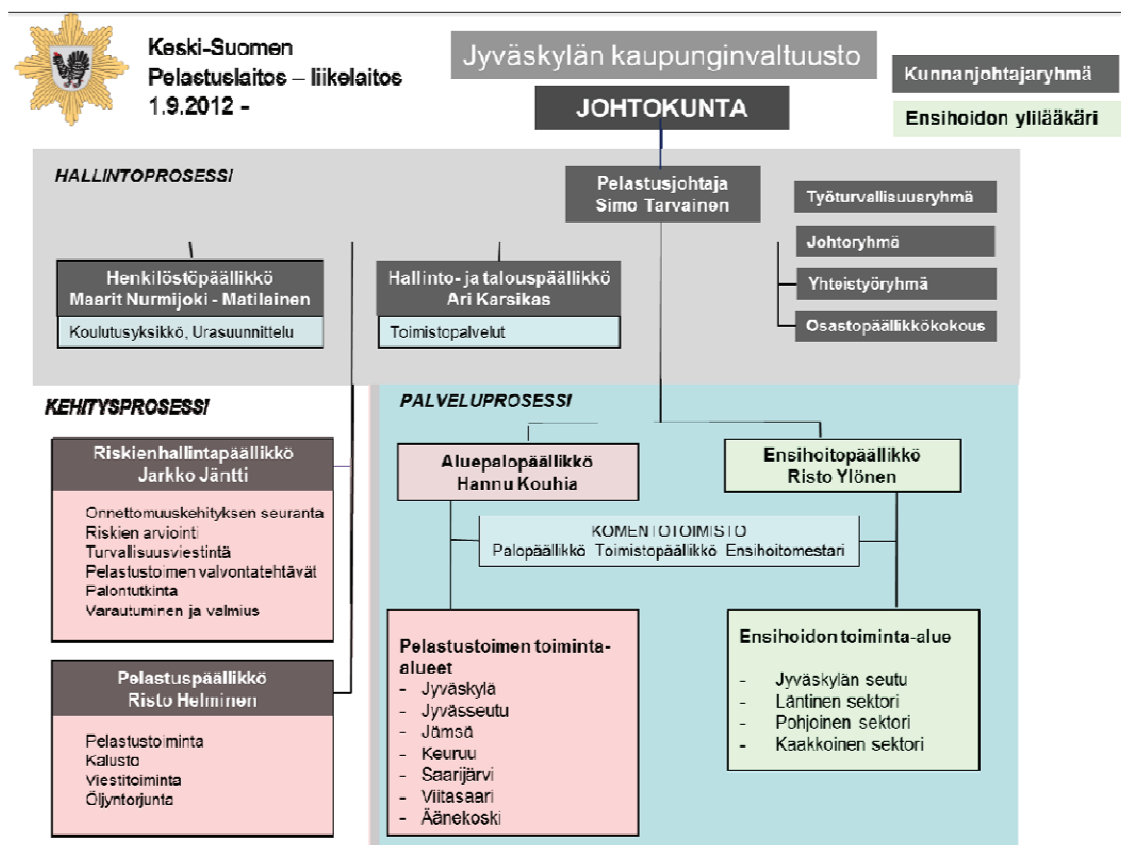 Keski-Suomen
Pelastuslaitos – liikelaitos
1.9.2012 -
Jyväskylän kaupunginvaltuusto
JOHTOKUNTA
Kunnanjohtajaryhmä
Ensihoidon ylilääkäri
HALLINTOPROSESSI
Pelastusjohtaja
Simo Tarvainen
Työturvallisuusryhmä
Johtoryhmä
Yhteistyöryhmä
Osastopäällikkökokous
Henkilöstöpäällikkö
Maarit Nurmijoki - Matilainen
Koulutusyksikkö, Urasuunnittelu
Hallinto- ja talouspäällikkö
Ari Karsikas
Toimistopalvelut
KEHITYSPROSESSI
Riskienhallintapäällikkö
Jarkko Jäntti
Onnettomuuskehityksen seuranta
Riskien arviointi
Turvallisuusviestintä
Pelastustoimen valvontatehtävät
Palontutkinta
Varautuminen ja valmius
Pelastuspäällikkö
Risto Helminen
Pelastustoiminta
Kalusto
Viestitoiminta
Öljyntorjunta
PALVELUPROSESSI
Aluepalopäällikkö
Hannu Kouhia
Ensihoitopäällikkö
Risto Ylönen
KOMENTOTOIMISTO
Palopäällikkö Toimistopäällikkö Ensihoitomestari
Pelastustoimen toiminta-
alueet
- Jyväskylä
- Jyvässeutu
- Jämsä
- Keuruu
- Saarijärvi
- Viitasaari
- Äänekoski
Ensihoidon toiminta-alue
- Jyväskylän seutu
- Läntinen sektori
- Pohjoinen sektori
- Kaakkoinen sektori